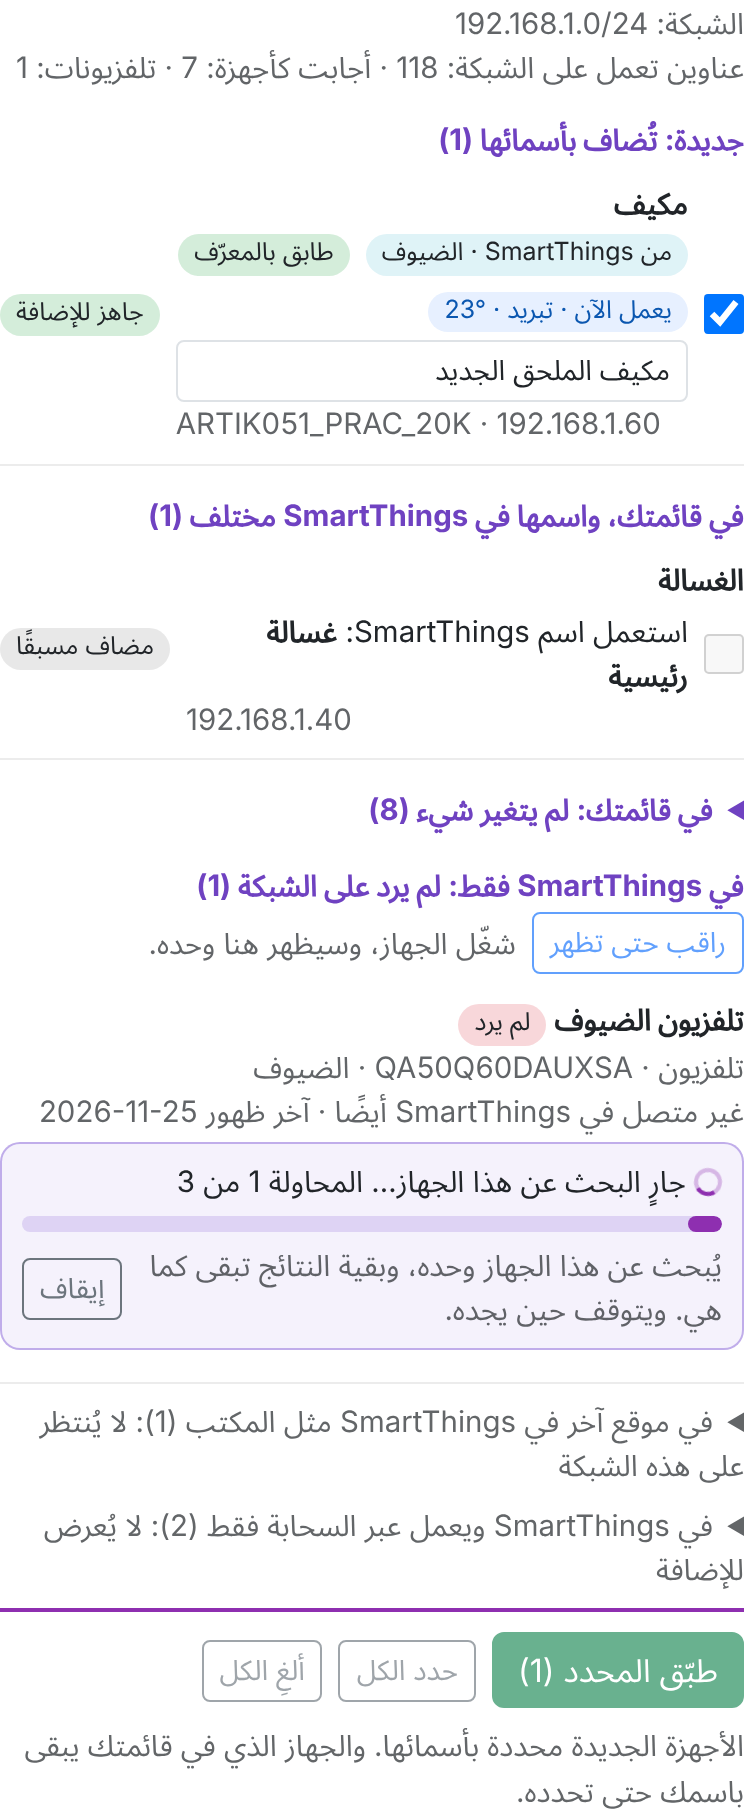 الشبكة: 192.168.1.0/24
عناوين تعمل على الشبكة: 118 · أجابت كأجهزة: 7 · تلفزيونات: 1
جديدة: تُضاف بأسمائها (1)
مكيف
من SmartThings · الضيوف
طابق بالمعرّف
يعمل الآن · تبريد · 23°
جاهز للإضافة
مكيف الملحق الجديد
ARTIK051_PRAC_20K · 192.168.1.60
في قائمتك، واسمها في SmartThings مختلف (1)
الغسالة
استعمل اسم SmartThings: غسالة
رئيسية
مضاف مسبقًا
192.168.1.40
في قائمتك: لم يتغير شيء (8)
في SmartThings فقط: لم يرد على الشبكة (1)
راقب حتى تظهر
شغّل الجهاز، وسيظهر هنا وحده.
تلفزيون الضيوف لم يرد
تلفزيون · QA50Q60DAUXSA · الضيوف
غير متصل في SmartThings أيضًا · آخر ظهور 25-11-2026
جارٍ البحث عن هذا الجهاز... المحاولة 1 من 3
يُبحث عن هذا الجهاز وحده، وبقية النتائج تبقى كما
هي. ويتوقف حين يجده.
إيقاف
في موقع آخر في SmartThings مثل المكتب (1): لا يُنتظر
على هذه الشبكة
في SmartThings ويعمل عبر السحابة فقط (2): لا يُعرض
للإضافة
طبّق المحدد (1)
حدد الكل
ألغِ الكل
الأجهزة الجديدة محددة بأسمائها. والجهاز الذي في قائمتك يبقى
باسمك حتى تحدده.